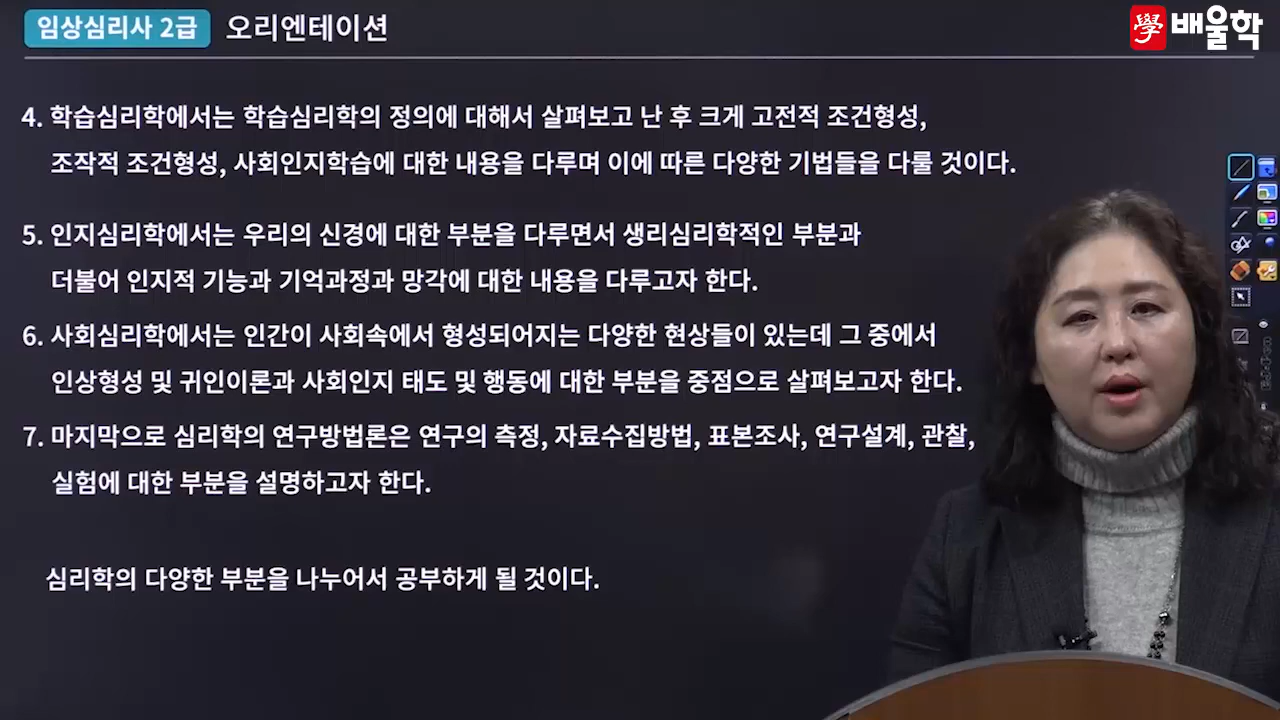 임상심리사 2급 오리엔테이션
學 배울학
4. 학습심리학에서는 학습심리학의 정의에 대해서 살펴보고 난 후 크게 고전적 조건형성,
조작적 조건형성, 사회인지학습에 대한 내용을 다루며 이에 따른 다양한 기법들을 다룰 것이다.
5. 인지심리학에서는 우리의 신경에 대한 부분을 다루면서 생리심리학적인 부분과
더불어 인지적 기능과 기억과정과 망각에 대한 내용을 다루고자 한다.
6. 사회심리학에서는 인간이 사회속에서 형성되어지는 다양한 현상들이 있는데 그 중에서
인상형성 및 귀인이론과 사회인지 태도 및 행동에 대한 부분을 중점으로 살펴보고자 한다.
7. 마지막으로 심리학의 연구방법론은 연구의 측정, 자료수집방법, 표본조사, 연구설계, 관찰,
실험에 대한 부분을 설명하고자 한다.
심리학의 다양한 부분을 나누어서 공부하게 될 것이다.